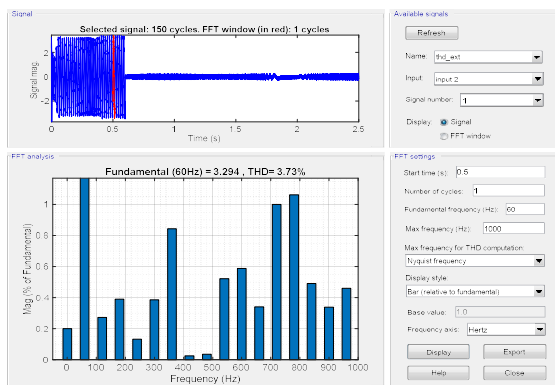 Signal
Selected signal: 150 cycles. FFT window (in red): 1 cycles
Signal mag.
2
0
-2
0
0.5
1
1.5
2
2.5
Time (s)
Available signals
Refresh
Name:
thd_ext
Input:
input 2
Signal number:
1
Display:
Signal
FFT window
FFT analysis
Fundamental (60Hz) = 3.294 , THD= 3.73%
Mag (% of Fundamental)
1
0.8
0.6
0.4
0.2
0
0
100
200
300
400
500
600
700
800
900
1000
Frequency (Hz)
FFT settings
Start time (s):
0.5
Number of cycles:
1
Fundamental frequency (Hz):
60
Max frequency (Hz):
1000
Max frequency for THD computation:
Nyquist frequency
Display style:
Bar (relative to fundamental)
Base value:
1.0
Frequency axis:
Hertz
Display
Export
Help
Close